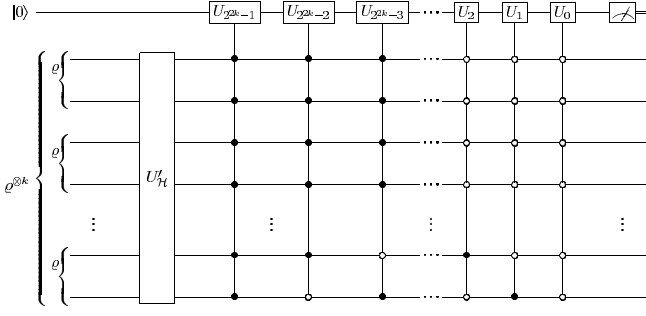 |0⟩ U_{2^{2k}−1} U_{2^{2k}−2} U_{2^{2k}−3} ··· U_2 U_1 U_0
ϱ ···
ϱ ···
ϱ^{⊗k} U′_ℋ
⋮ ⋮ ⋮ ⋮
ϱ ···
···